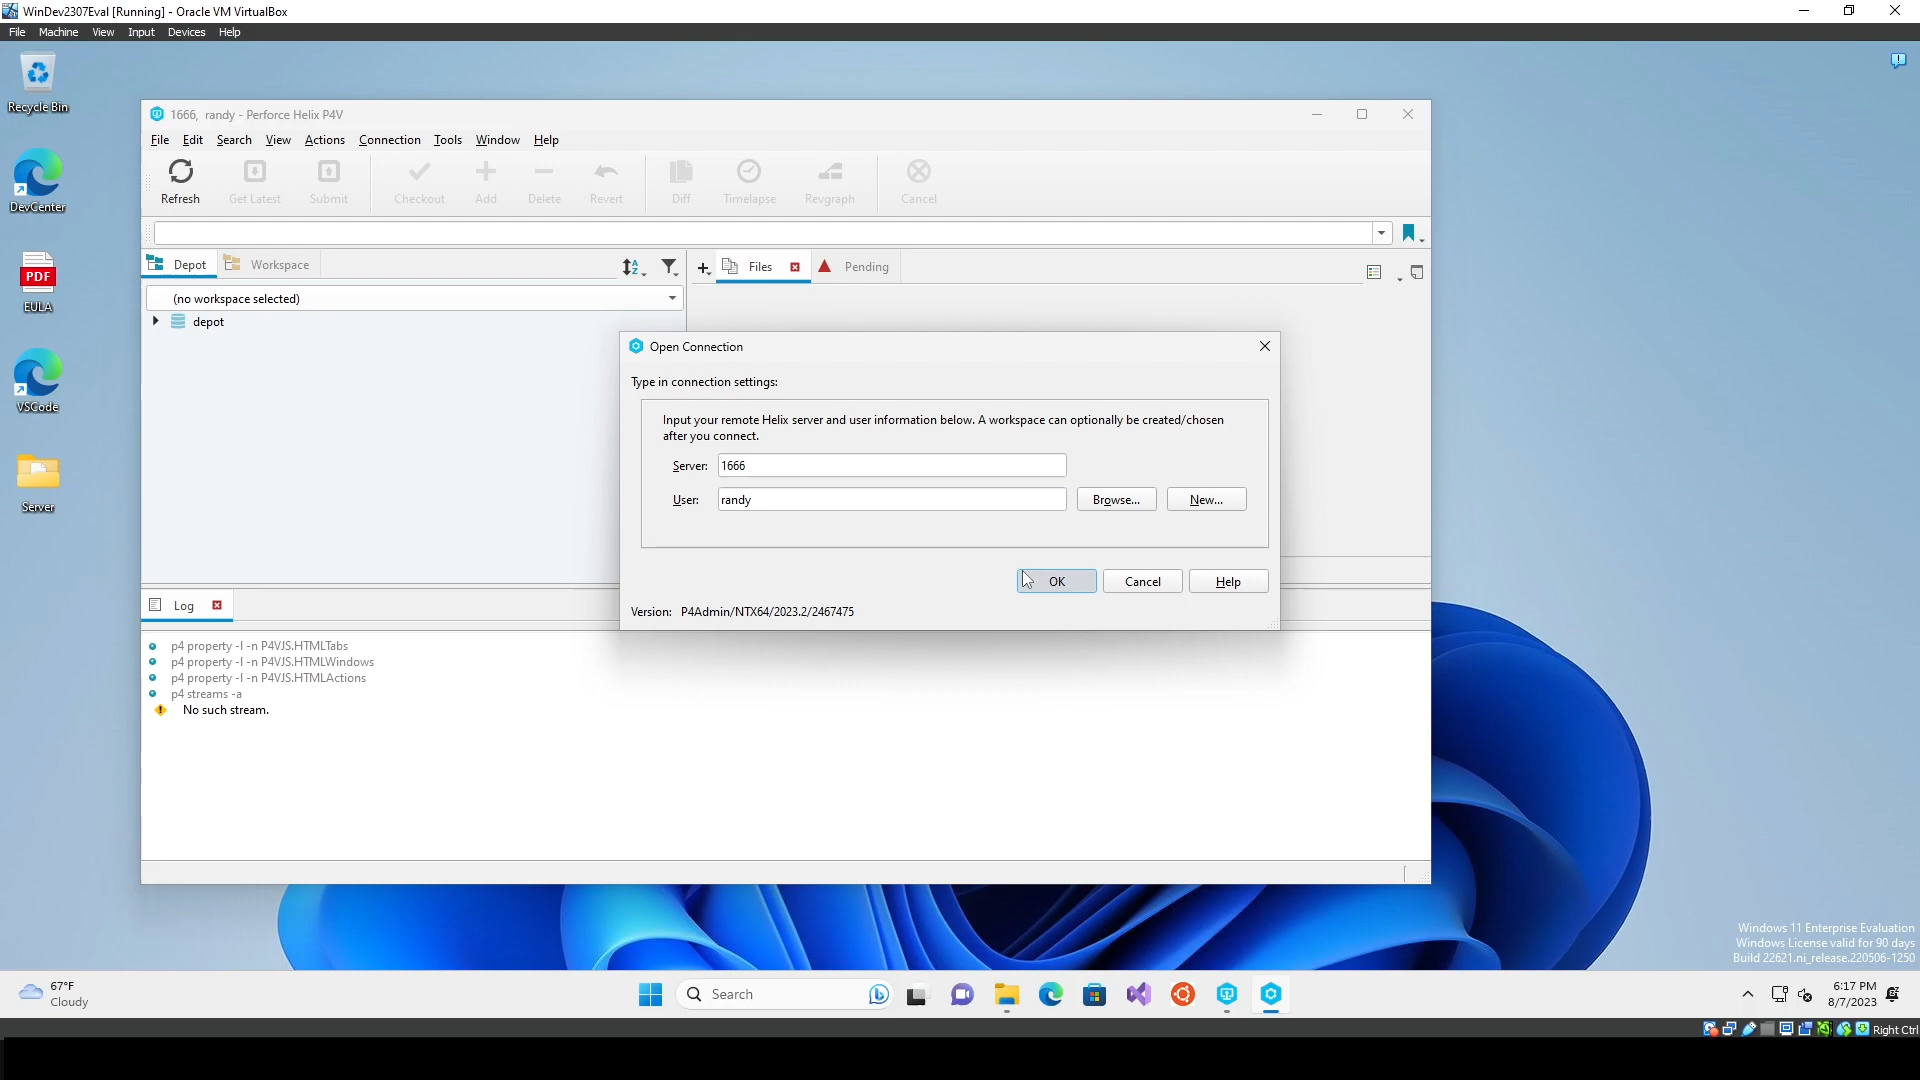 WinDev2307Eval [Running] - Oracle VM VirtualBox
File Machine View Input Devices Help
Recycle Bin
DevCenter
PDF
EULA
VSCode
Server
1666, randy - Perforce Helix P4V
File Edit Search View Actions Connection Tools Window Help
Refresh Get Latest Submit Checkout Add Delete Revert Diff Timelapse Revgraph Cancel
Depot Workspace
Files Pending
(no workspace selected)
depot
Open Connection
Type in connection settings:
Input your remote Helix server and user information below. A workspace can optionally be created/chosen
after you connect.
Server: 1666
User: randy Browse... New...
OK Cancel Help
Version: P4Admin/NTX64/2023.2/2467475
Log
p4 property -l -n P4VJS.HTMLTabs
p4 property -l -n P4VJS.HTMLWindows
p4 property -l -n P4VJS.HTMLActions
p4 streams -a
No such stream.
Windows 11 Enterprise Evaluation
Windows License valid for 90 days
Build 22621.ni_release.220506-1250
67°F
Cloudy
Search
6:17 PM
8/7/2023
Right Ctrl